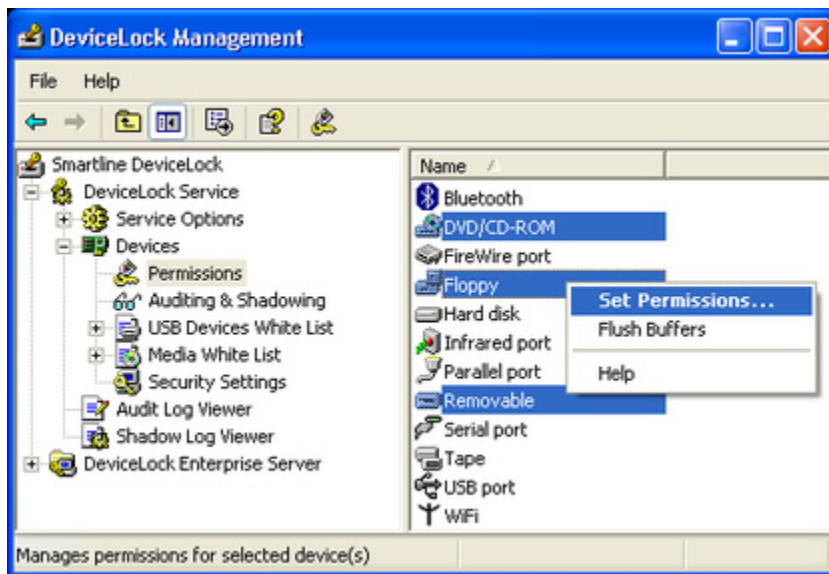 DeviceLock Management
File Help
Smartline DeviceLock
DeviceLock Service
Service Options
Devices
Permissions
Auditing & Shadowing
USB Devices White List
Media White List
Security Settings
Audit Log Viewer
Shadow Log Viewer
DeviceLock Enterprise Server
Name
Bluetooth
DVD/CD-ROM
FireWire port
Floppy
Hard disk
Infrared port
Parallel port
Removable
Serial port
Tape
USB port
WiFi
Set Permissions...
Flush Buffers
Help
Manages permissions for selected device(s)